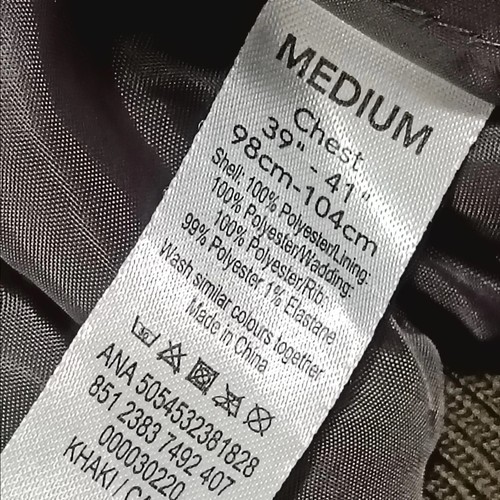 MEDIUM
Chest
39" - 41"
98cm-104cm
Shell: 100% Polyester/Lining:
100% Polyester/Wadding:
100% Polyester/Rib:
99% Polyester 1% Elastane
Wash similar colours together
Made in China
ANA 5054532381828
851 2383 7492 407
000030220
KHAKI / CA